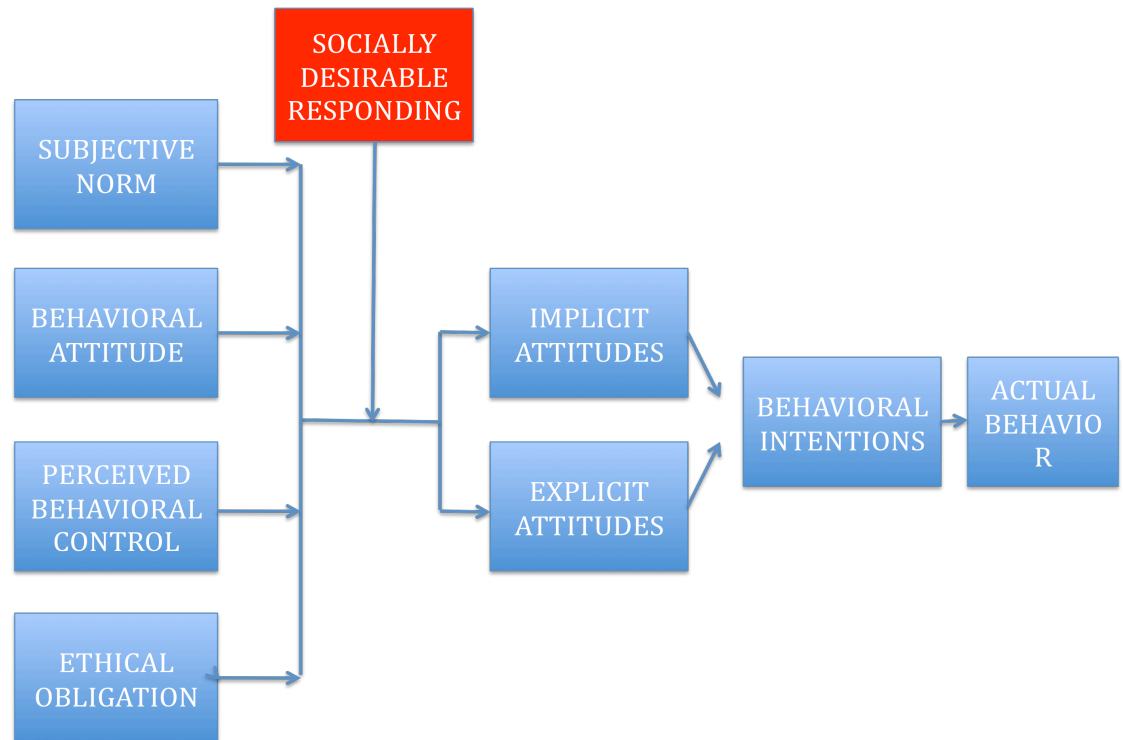 SOCIALLY
DESIRABLE
RESPONDING
SUBJECTIVE
NORM
BEHAVIORAL
ATTITUDE
PERCEIVED
BEHAVIORAL
CONTROL
ETHICAL
OBLIGATION
IMPLICIT
ATTITUDES
EXPLICIT
ATTITUDES
BEHAVIORAL
INTENTIONS
ACTUAL
BEHAVIO
R